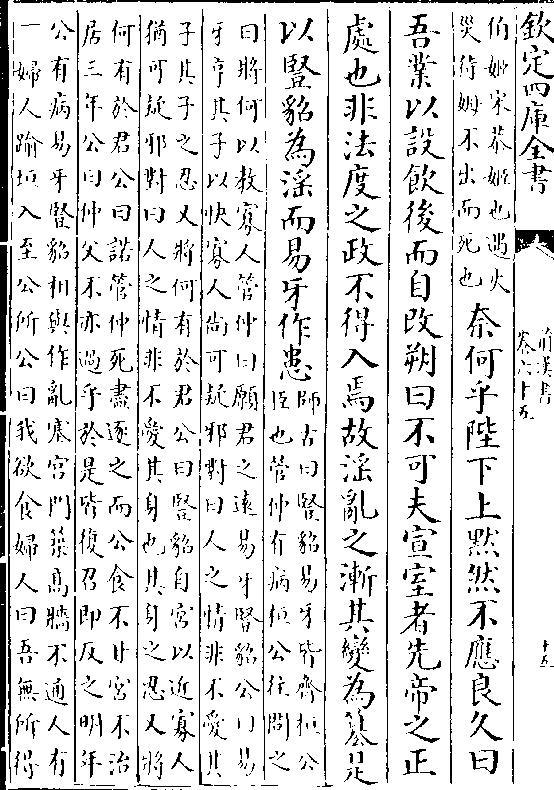 欽定四庫全書
前漢書
卷六十五
十五
伯姬宋恭姬也遇火
災待姆不出而死也
奈何乎陛下上黙然不應良久曰
吾業以設飲後而自改朔曰不可夫宣室者先帝之正
處也非法度之政不得入焉故淫亂之漸其變為簒是
以豎貂為淫而易牙作患
師古曰豎貂易牙皆齊桓公
臣也管仲有病桓公往問之
曰將何以教寡人管仲曰願君之逺易牙豎貂公曰易
牙亨其子以快寡人尚可疑邪對曰人之情非不愛其
子其子之忍又將何有於君公曰豎貂自宮以近寡人
猶可疑邪對曰人之情非不愛其身也其身之忍又將
何有於君公曰諾管仲死盡逐之而公食不甘宮不治
居三年公曰仲父不亦過乎於是皆復召即反之明年
公有病易牙豎貂相與作亂塞宮門築髙牆不通人有
一婦人踰垣入至公所公曰我欲食婦人曰吾無所得